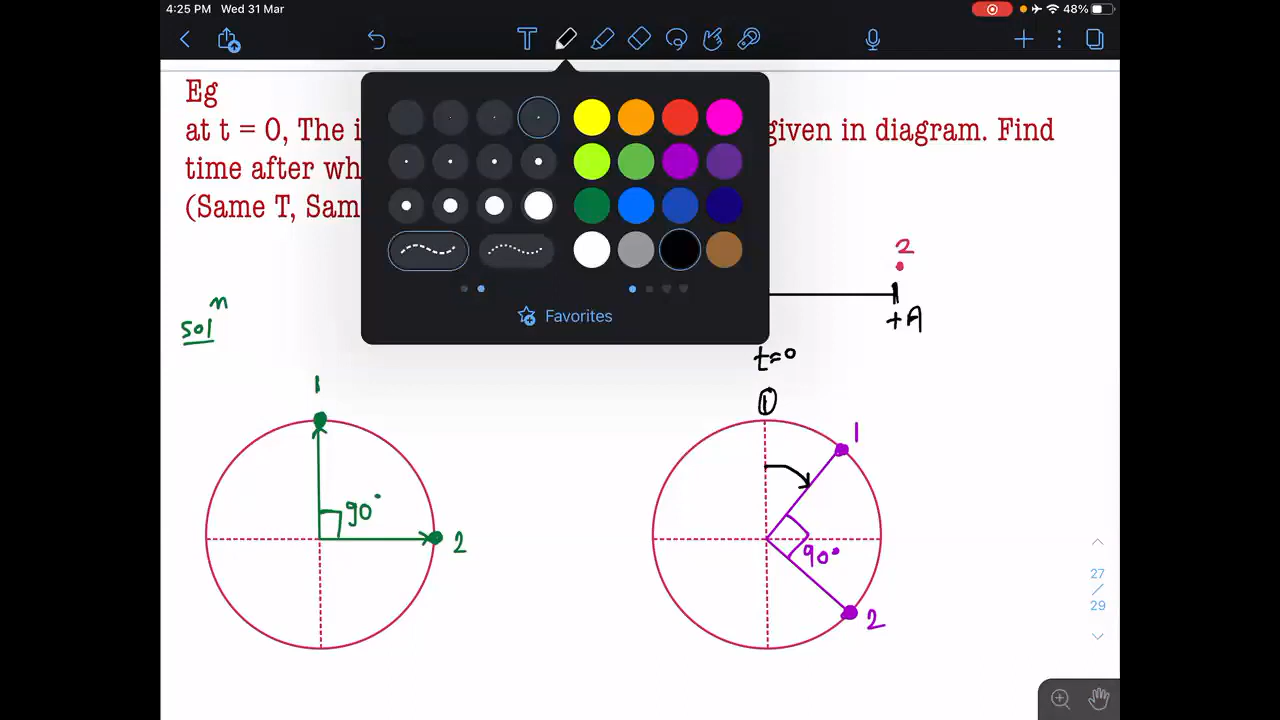 4:25 PM Wed 31 Mar
48%
T
Eg
at t = 0, The i given in diagram. Find
time after wh
(Same T, Sam
Favorites
2
+A
t=0
Solⁿ
1
90°
2
1
1
90°
2
27
/
29